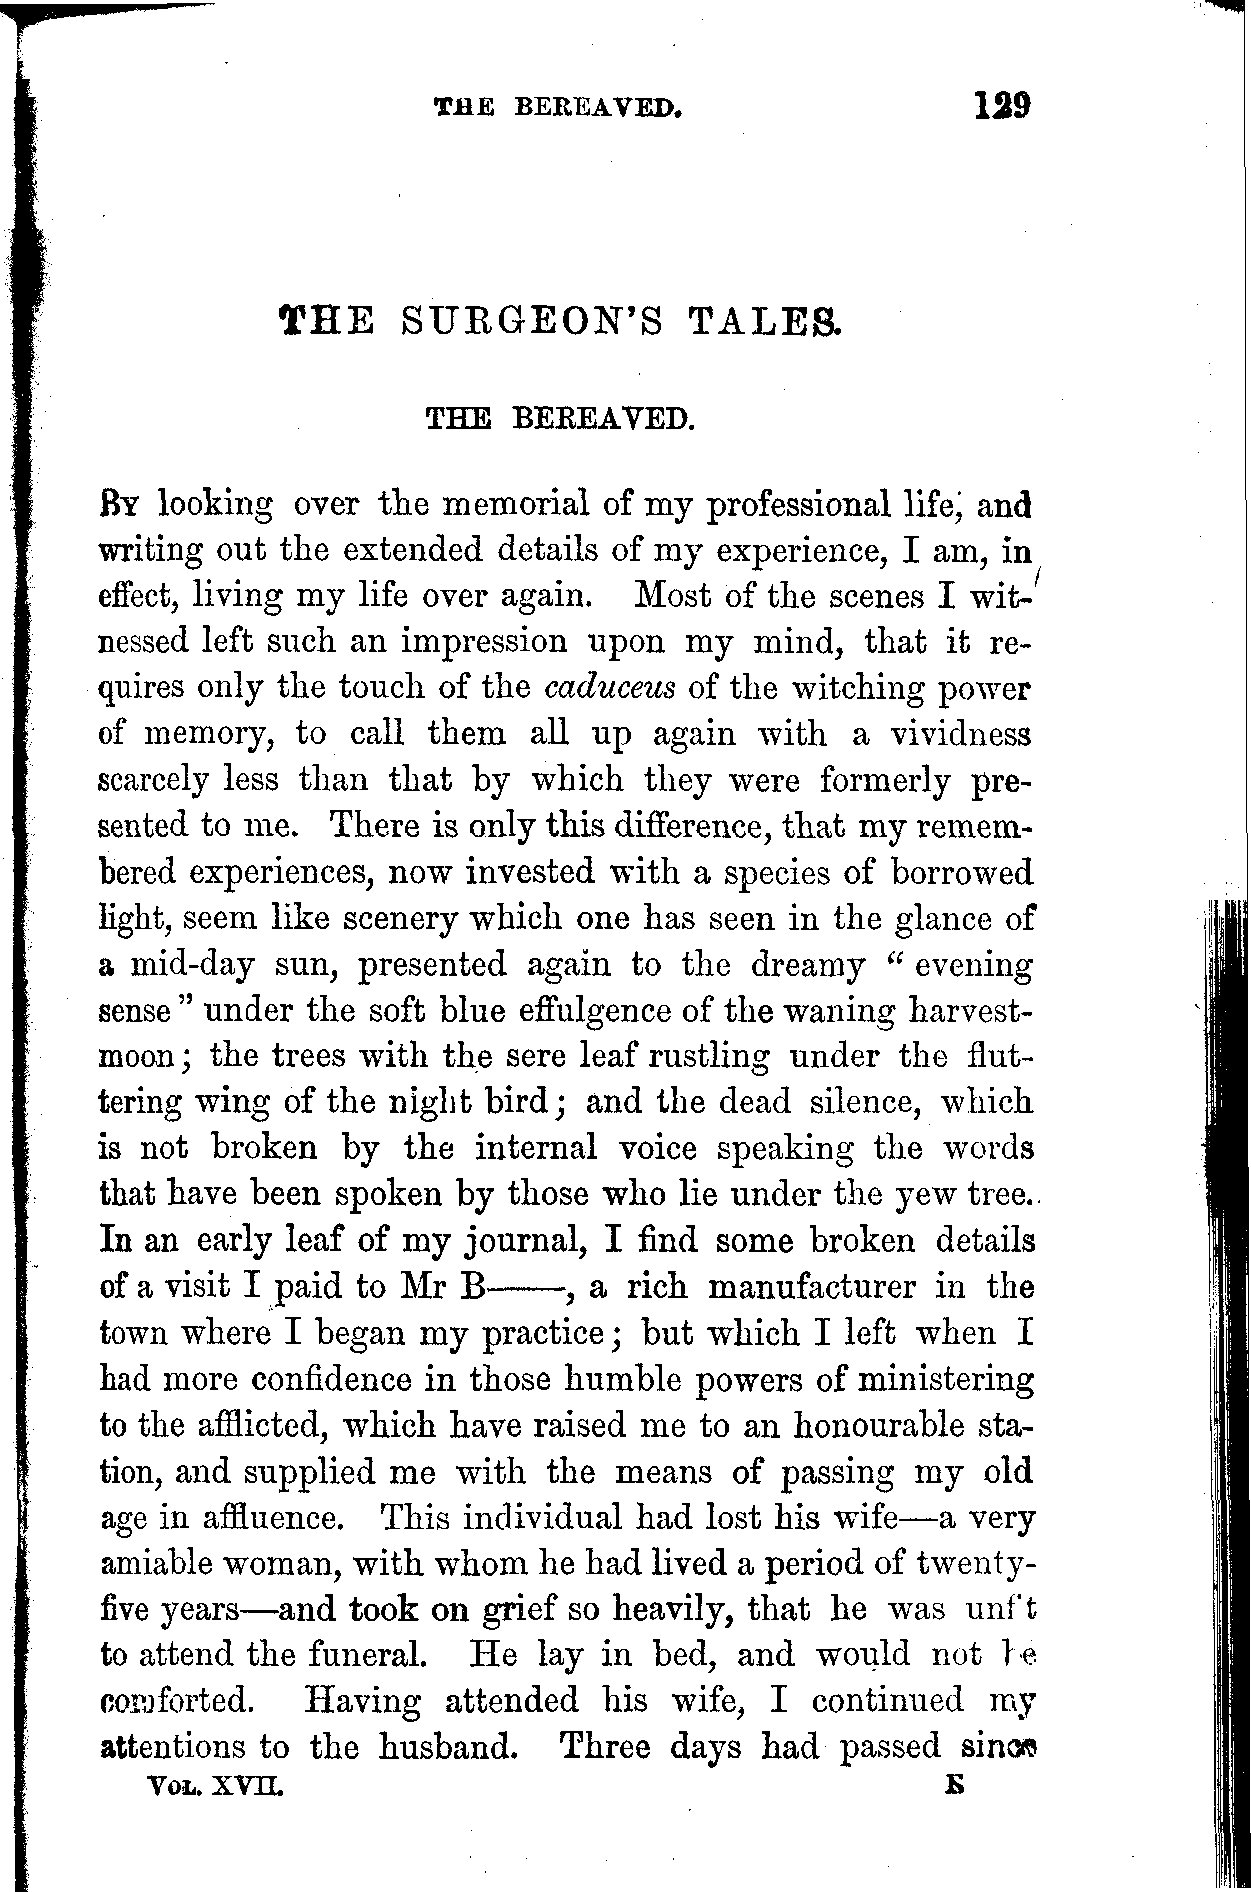 THE BEREAVED. 129
THE SURGEON'S TALES.
THE BEREAVED.
BY looking over the memorial of my professional life, and
writing out the extended details of my experience, I am, in
effect, living my life over again. Most of the scenes I wit-
nessed left such an impression upon my mind, that it re-
quires only the touch of the caduceus of the witching power
of memory, to call them all up again with a vividness
scarcely less than that by which they were formerly pre-
sented to me. There is only this difference, that my remem-
bered experiences, now invested with a species of borrowed
light, seem like scenery which one has seen in the glance of
a mid-day sun, presented again to the dreamy " evening
sense " under the soft blue effulgence of the waning harvest-
moon; the trees with the sere leaf rustling under the flut-
tering wing of the night bird; and the dead silence, which
is not broken by the internal voice speaking the words
that have been spoken by those who lie under the yew tree.
In an early leaf of my journal, I find some broken details
of a visit I paid to Mr B——, a rich manufacturer in the
town where I began my practice; but which I left when I
had more confidence in those humble powers of ministering
to the afflicted, which have raised me to an honourable sta-
tion, and supplied me with the means of passing my old
age in affluence. This individual had lost his wife—a very
amiable woman, with whom he had lived a period of twenty-
five years—and took on grief so heavily, that he was unfit
to attend the funeral. He lay in bed, and would not be
comforted. Having attended his wife, I continued my
attentions to the husband. Three days had passed since
VOL. XVII. E